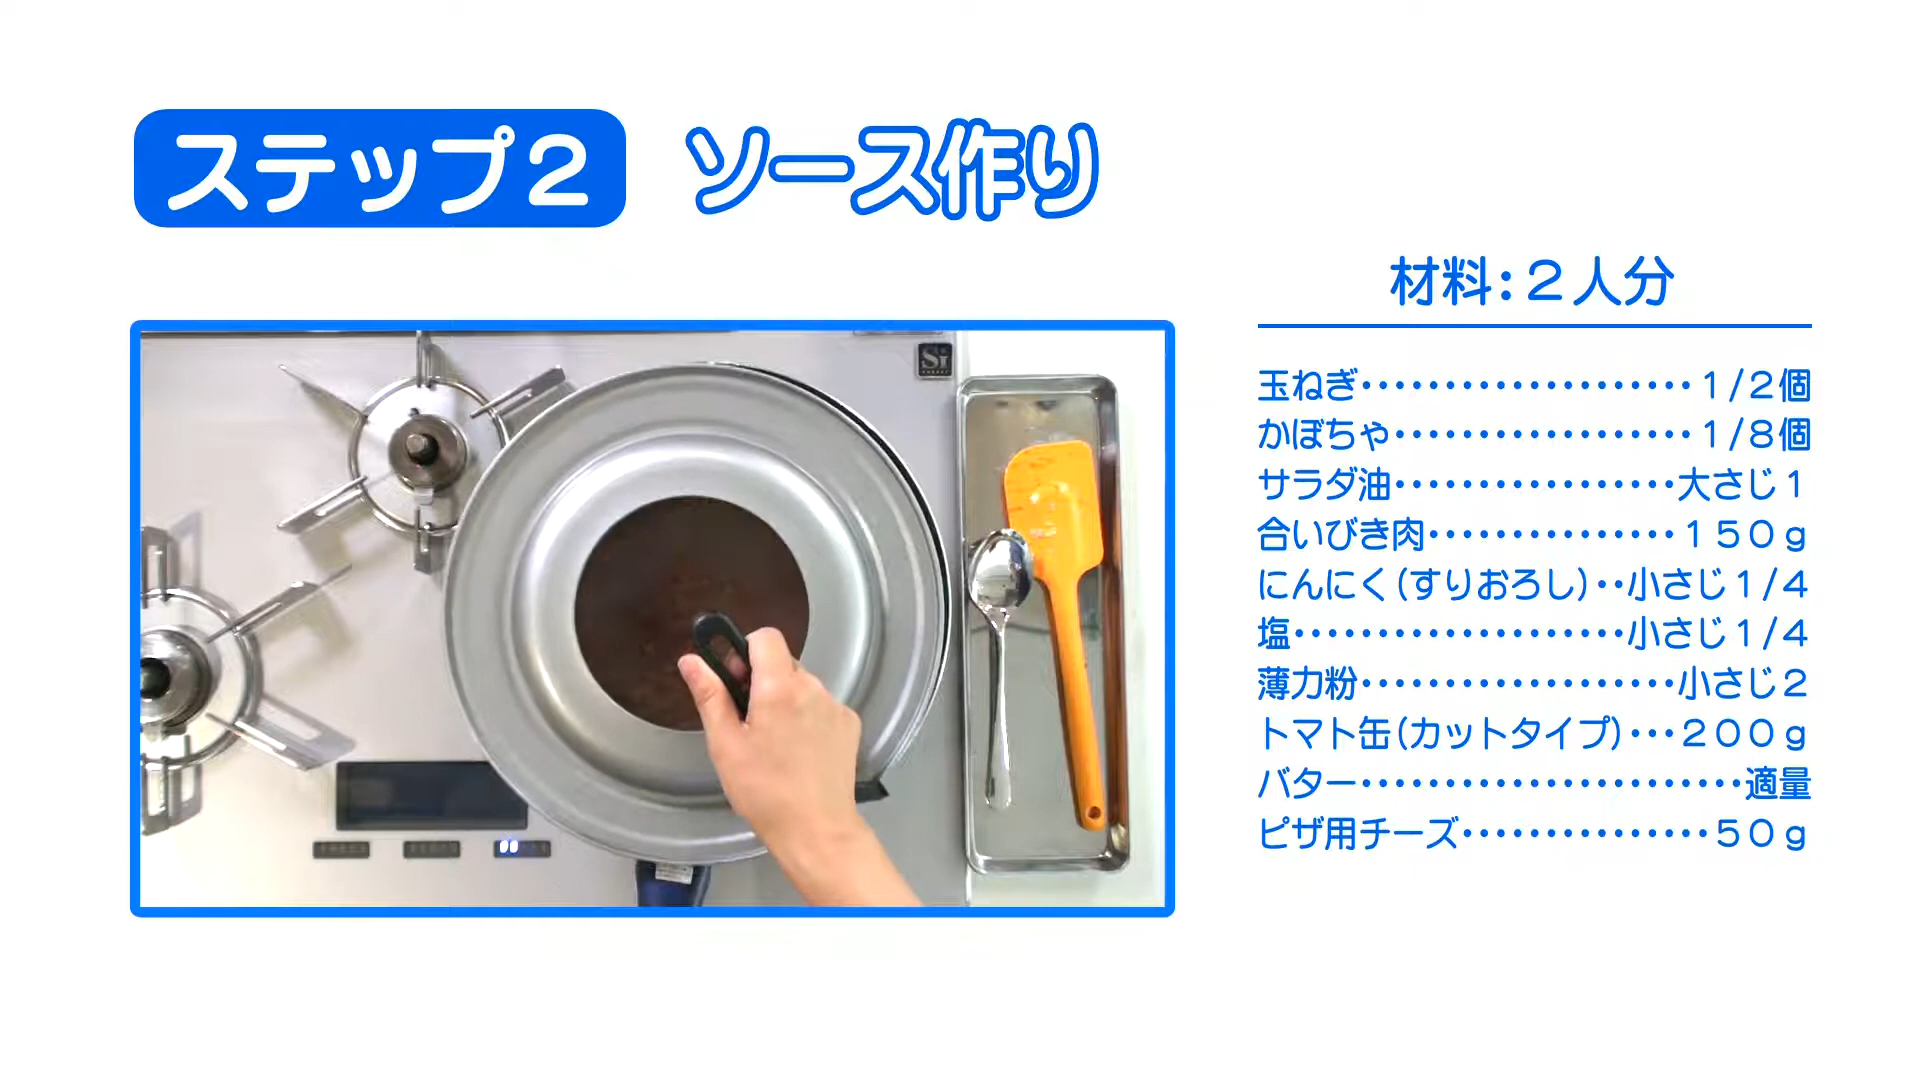 ステップ2 ソース作り
材料:2人分
玉ねぎ・・・・・・・・・・・・・・・・・・・・1/2個
かぼちゃ・・・・・・・・・・・・・・・・・・1/8個
サラダ油・・・・・・・・・・・・・・・・・大さじ1
合いびき肉・・・・・・・・・・・・・・・150g
にんにく(すりおろし)・・小さじ1/4
塩・・・・・・・・・・・・・・・・・・・・小さじ1/4
薄力粉・・・・・・・・・・・・・・・・・・・小さじ2
トマト缶(カットタイプ)・・・200g
バター・・・・・・・・・・・・・・・・・・・・・・・適量
ピザ用チーズ・・・・・・・・・・・・・・・50g
Si